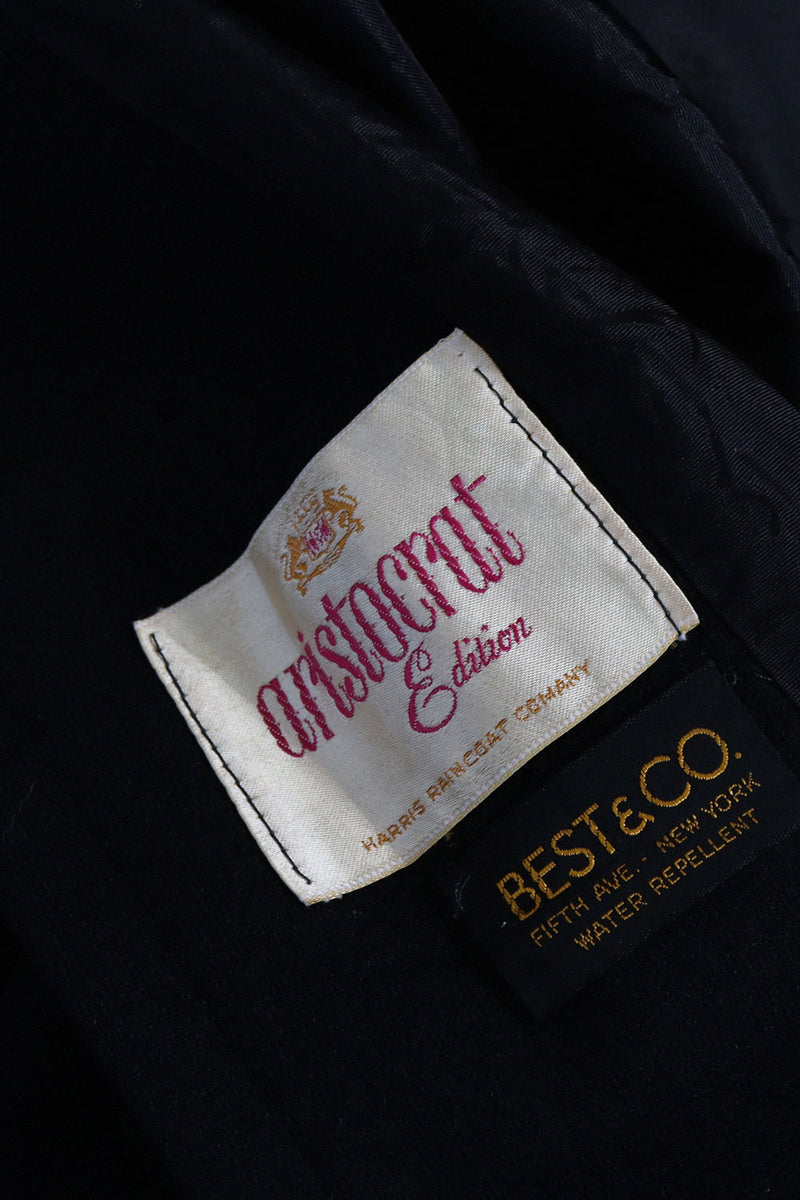 aristocrat
Edition
HARRIS RAINCOAT COMPANY
BEST & CO.
FIFTH AVE. - NEW YORK
WATER REPELLENT